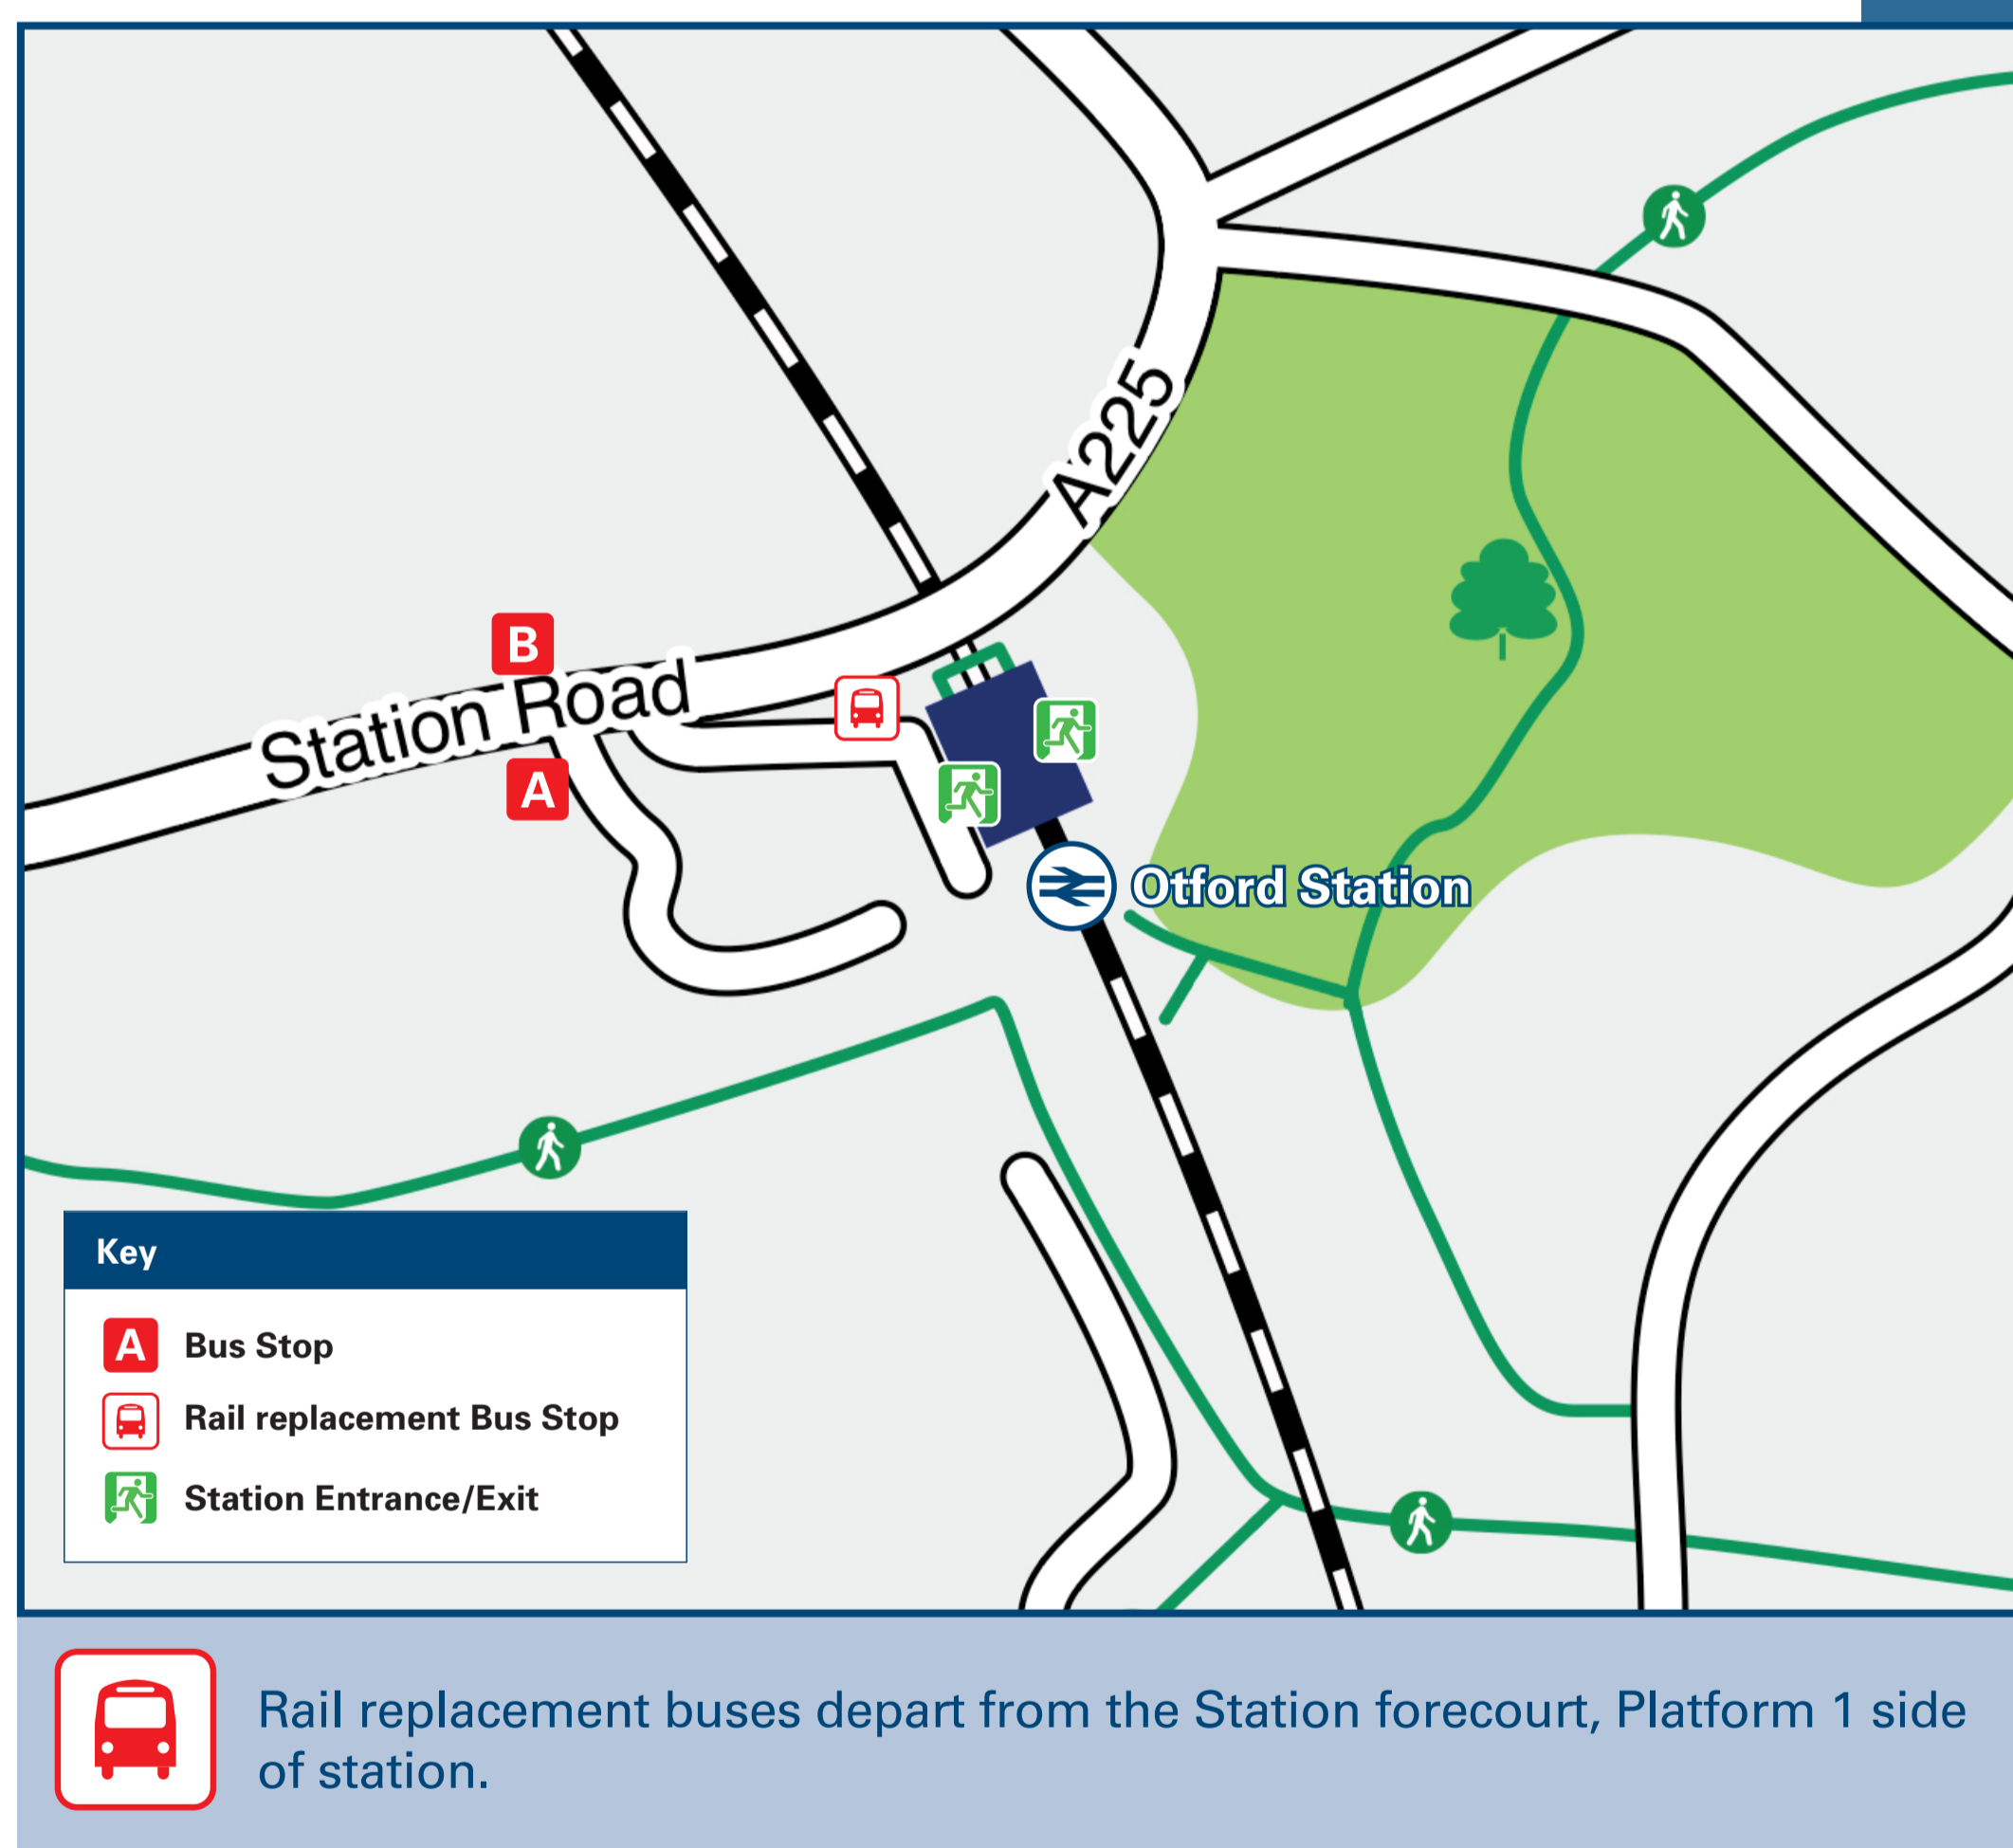 A225
B
Station Road
A
Otford Station
Key
A Bus Stop
Rail replacement Bus Stop
Station Entrance/Exit
Rail replacement buses depart from the Station forecourt, Platform 1 side
of station.